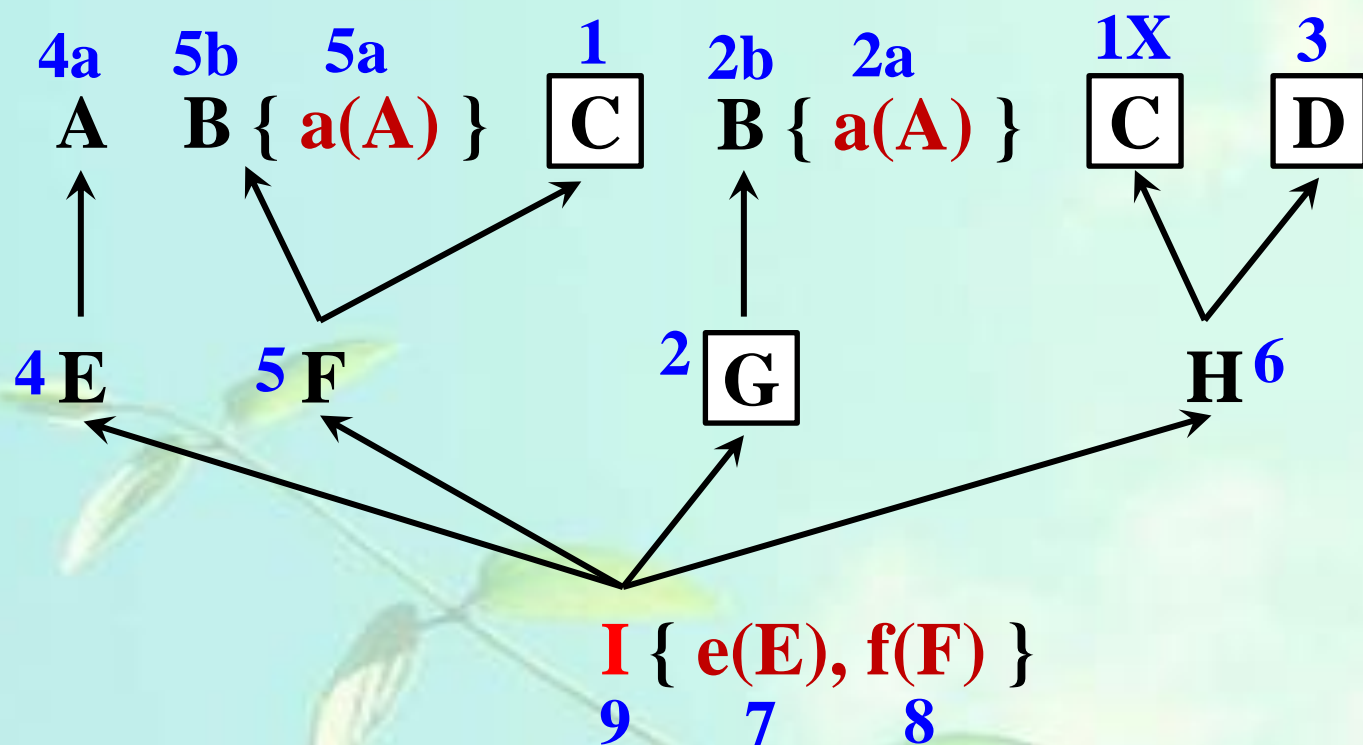 4a 5b 5a 1 2b 2a 1X 3
A B { a(A) } C B { a(A) } C D
4 E 5 F 2 G H 6
I { e(E), f(F) }
9 7 8